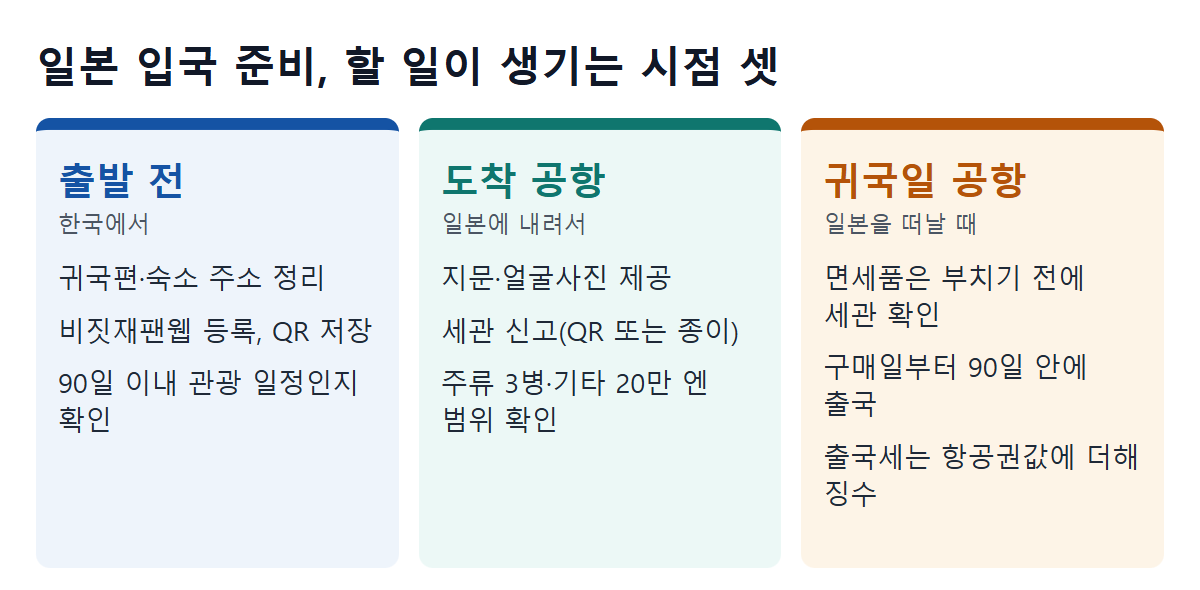 일본 입국 준비, 할 일이 생기는 시점 셋
출발 전
한국에서
귀국편·숙소 주소 정리
비짓재팬웹 등록, QR 저장
90일 이내 관광 일정인지
확인
도착 공항
일본에 내려서
지문·얼굴사진 제공
세관 신고(QR 또는 종이)
주류 3병·기타 20만 엔
범위 확인
귀국일 공항
일본을 떠날 때
면세품은 부치기 전에
세관 확인
구매일부터 90일 안에
출국
출국세는 항공권값에 더해
징수